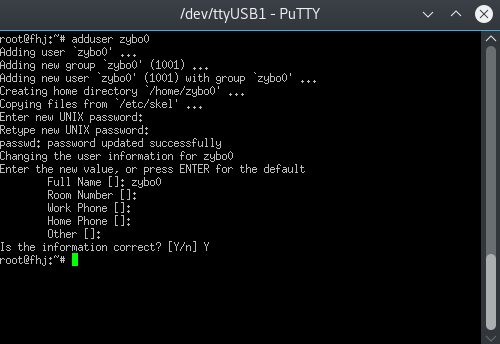 /dev/ttyUSB1 - PuTTY
root@fhj:~# adduser zybo0
Adding user `zybo0' ...
Adding new group `zybo0' (1001) ...
Adding new user `zybo0' (1001) with group `zybo0' ...
Creating home directory `/home/zybo0' ...
Copying files from `/etc/skel' ...
Enter new UNIX password:
Retype new UNIX password:
passwd: password updated successfully
Changing the user information for zybo0
Enter the new value, or press ENTER for the default
Full Name []: zybo0
Room Number []:
Work Phone []:
Home Phone []:
Other []:
Is the information correct? [Y/n] Y
root@fhj:~#